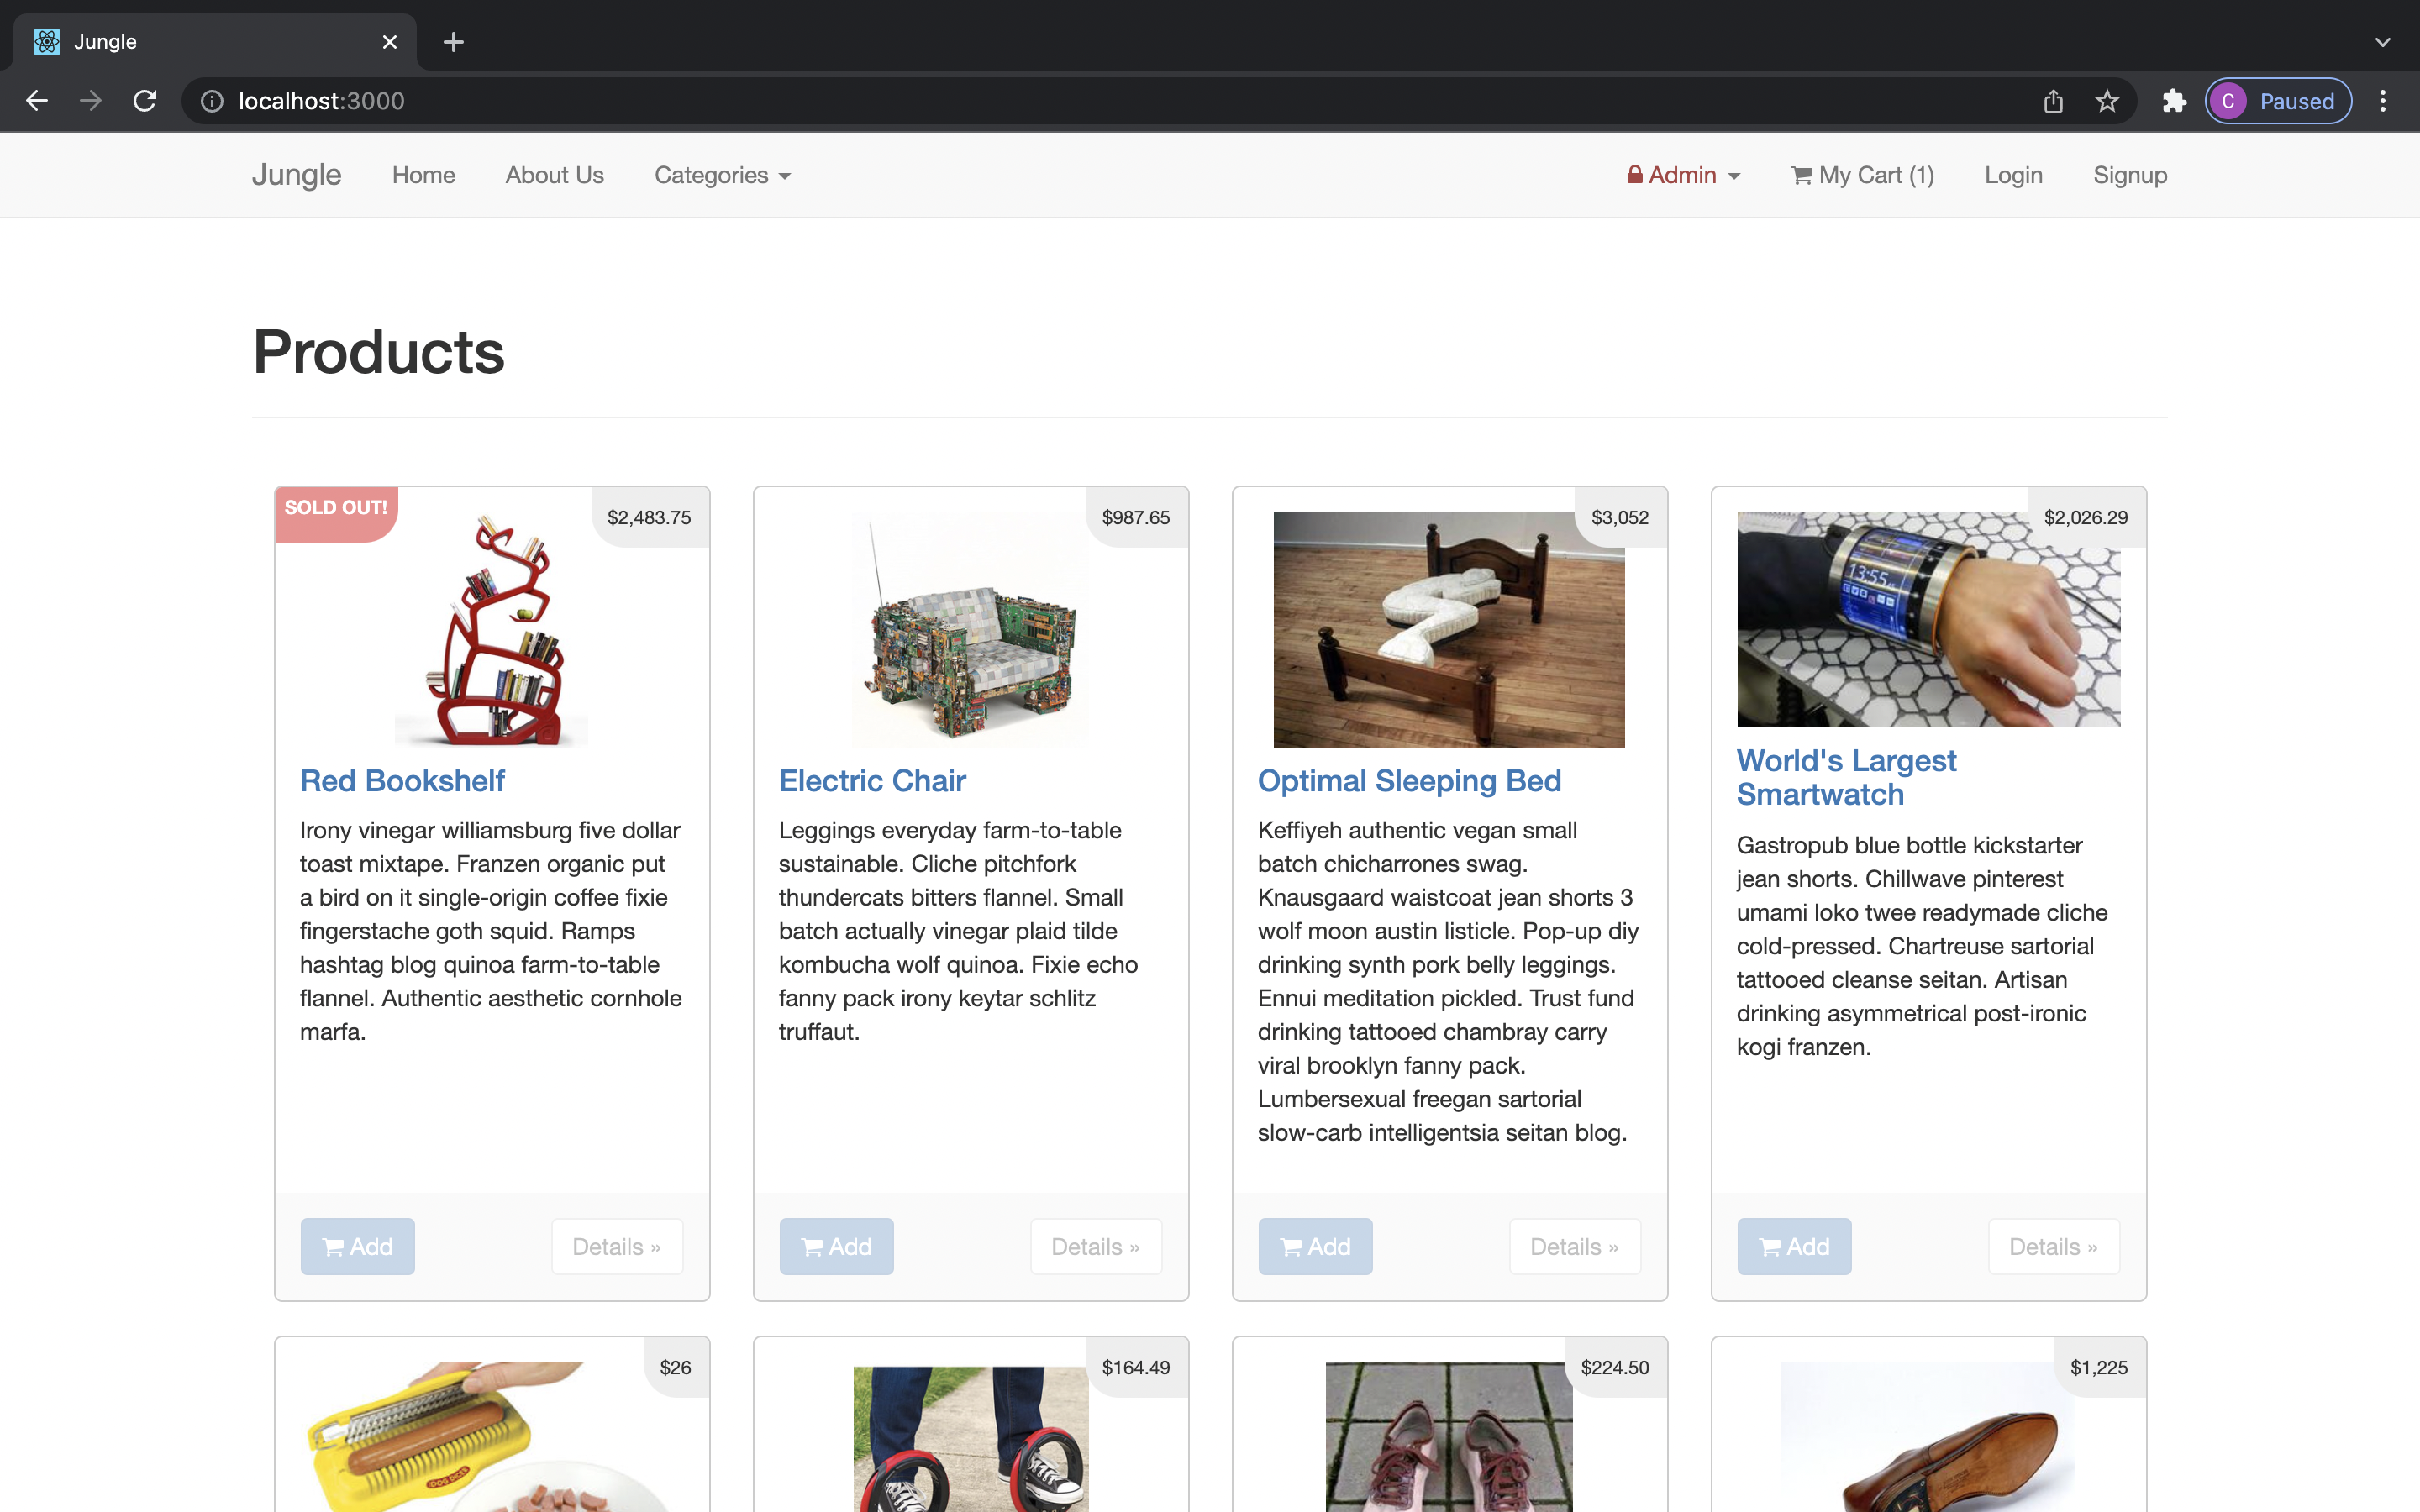 Jungle
localhost:3000
C Paused
Jungle Home About Us Categories Admin My Cart (1) Login Signup
Products
SOLD OUT!
$2,483.75
Red Bookshelf
Irony vinegar williamsburg five dollar
toast mixtape. Franzen organic put
a bird on it single-origin coffee fixie
fingerstache goth squid. Ramps
hashtag blog quinoa farm-to-table
flannel. Authentic aesthetic cornhole
marfa.
Add Details »
$987.65
Electric Chair
Leggings everyday farm-to-table
sustainable. Cliche pitchfork
thundercats bitters flannel. Small
batch actually vinegar plaid tilde
kombucha wolf quinoa. Fixie echo
fanny pack irony keytar schlitz
truffaut.
Add Details »
$3,052
Optimal Sleeping Bed
Keffiyeh authentic vegan small
batch chicharrones swag.
Knausgaard waistcoat jean shorts 3
wolf moon austin listicle. Pop-up diy
drinking synth pork belly leggings.
Ennui meditation pickled. Trust fund
drinking tattooed chambray carry
viral brooklyn fanny pack.
Lumbersexual freegan sartorial
slow-carb intelligentsia seitan blog.
Add Details »
$2,026.29
13:55
World's Largest
Smartwatch
Gastropub blue bottle kickstarter
jean shorts. Chillwave pinterest
umami loko twee readymade cliche
cold-pressed. Chartreuse sartorial
tattooed cleanse seitan. Artisan
drinking asymmetrical post-ironic
kogi franzen.
Add Details »
$26
$164.49
$224.50
$1,225